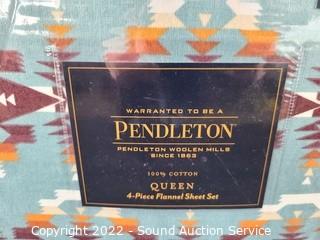 WARRANTED TO BE A
PENDLETON
PENDLETON WOOLEN MILLS
SINCE 1863
100% COTTON
QUEEN
4-Piece Flannel Sheet Set
Copyright 2022 - Sound Auction Service